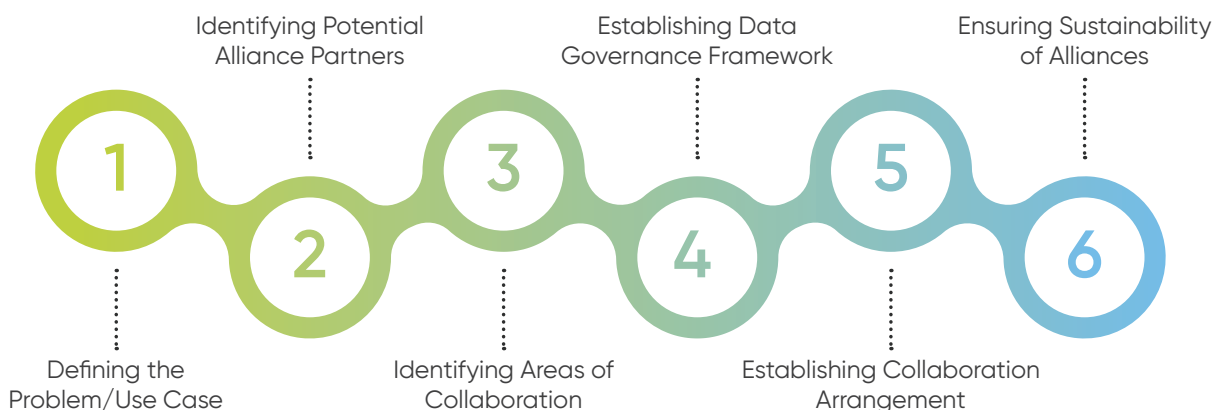 Identifying Potential
Alliance Partners
Establishing Data
Governance Framework
Ensuring Sustainability
of Alliances
1
2
3
4
5
6
Defining the
Problem/Use Case
Identifying Areas of
Collaboration
Establishing Collaboration
Arrangement